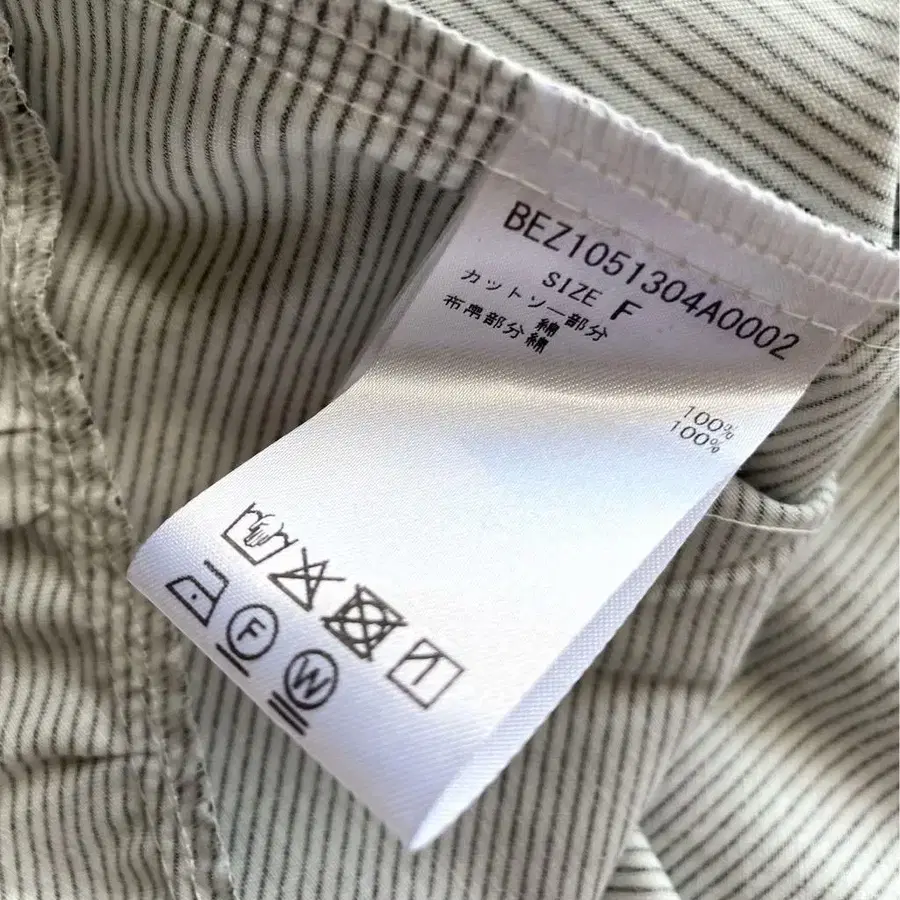 BEZ1051304A0002
SIZE F
カットソー部分
綿 100%
布帛部分綿 100%
F
W